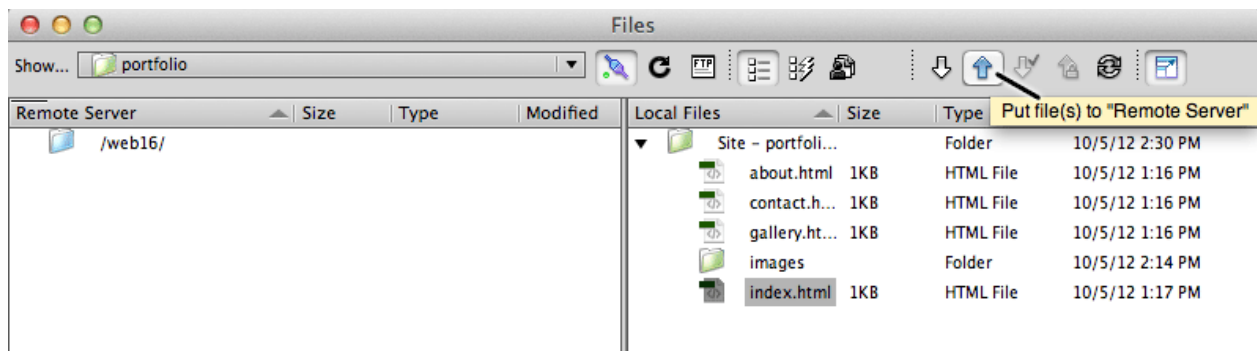 Files
Show... portfolio FTP
Put file(s) to "Remote Server"
Remote Server Size Type Modified Local Files Size Type
/web16/ Site – portfoli... Folder 10/5/12 2:30 PM
about.html 1KB HTML File 10/5/12 1:16 PM
contact.h... 1KB HTML File 10/5/12 1:16 PM
gallery.ht... 1KB HTML File 10/5/12 1:16 PM
images Folder 10/5/12 2:14 PM
index.html 1KB HTML File 10/5/12 1:17 PM